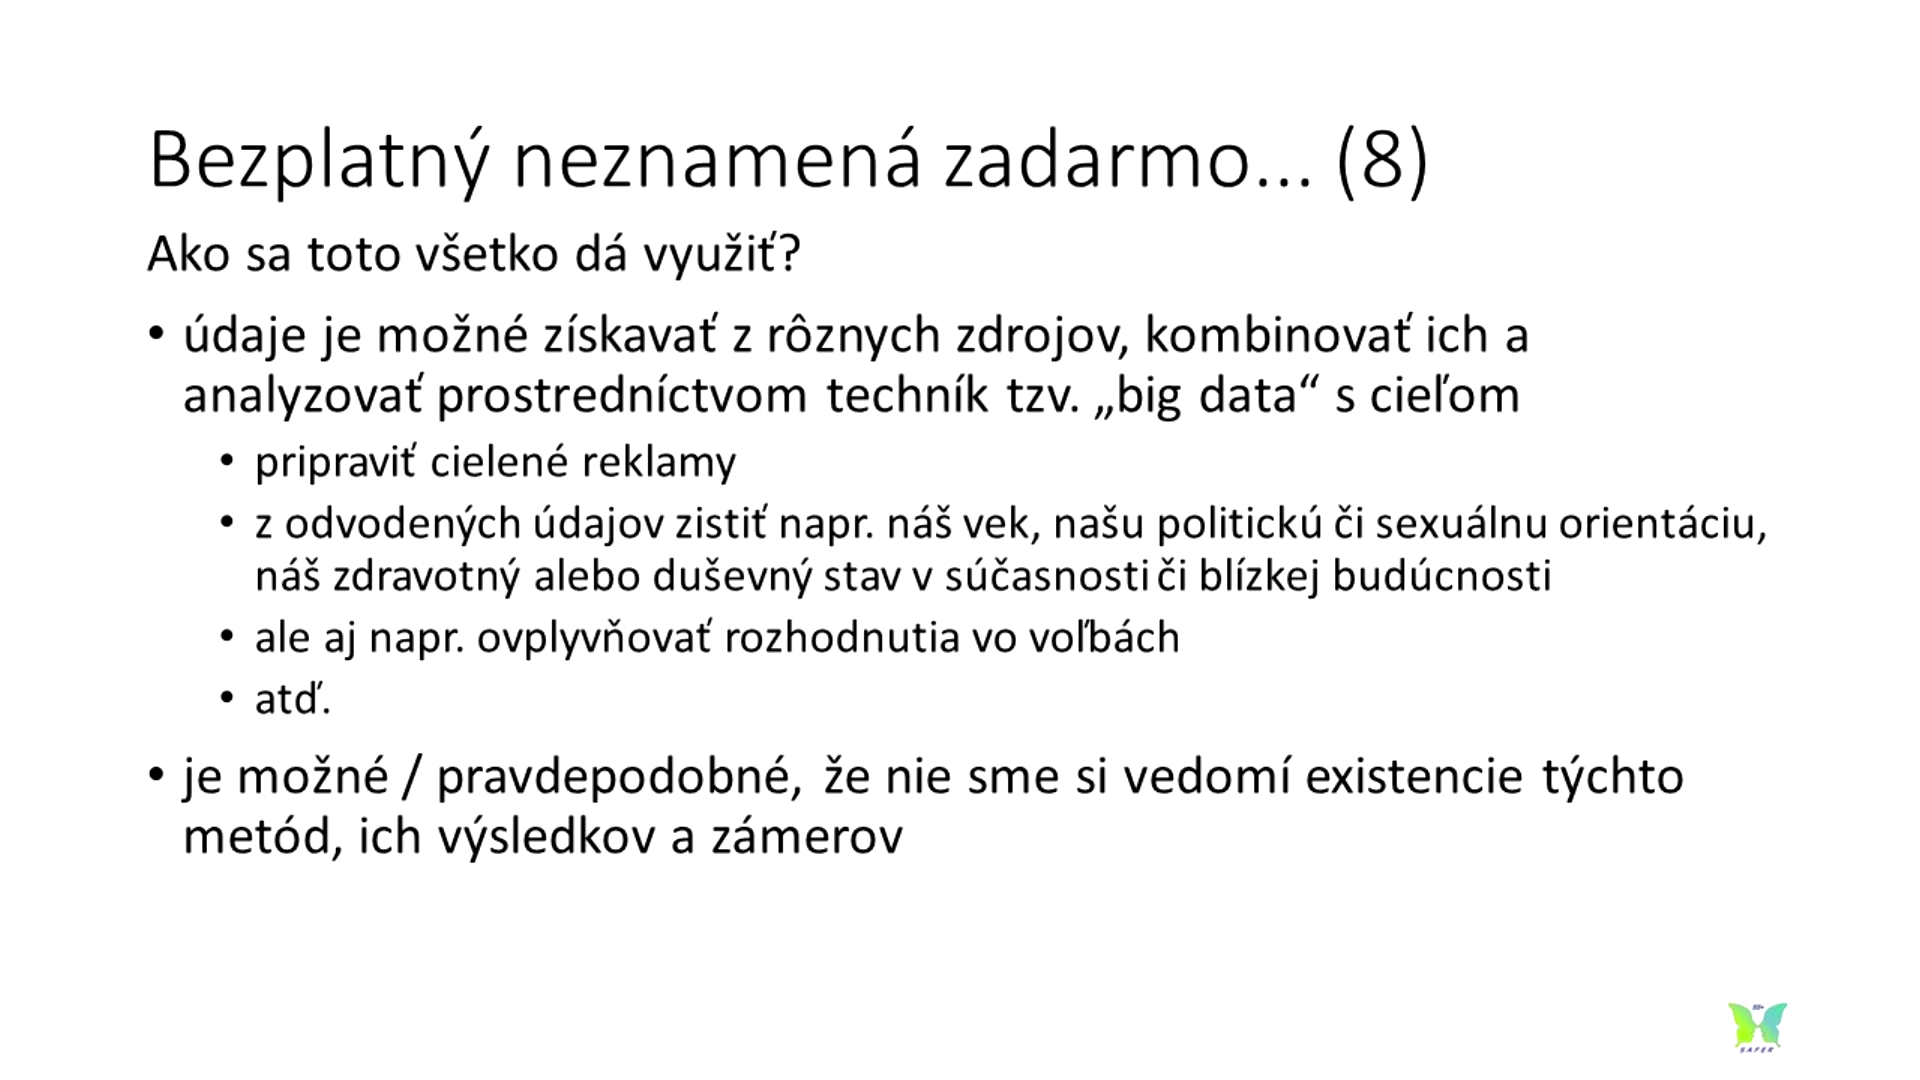 Bezplatný neznamená zadarmo... (8)
Ako sa toto všetko dá využiť?
• údaje je možné získavať z rôznych zdrojov, kombinovať ich a
analyzovať prostredníctvom techník tzv. „big data“ s cieľom
• pripraviť cielené reklamy
• z odvodených údajov zistiť napr. náš vek, našu politickú či sexuálnu orientáciu,
náš zdravotný alebo duševný stav v súčasnosti či blízkej budúcnosti
• ale aj napr. ovplyvňovať rozhodnutia vo voľbách
• atď.
• je možné / pravdepodobné, že nie sme si vedomí existencie týchto
metód, ich výsledkov a zámerov
55+
SAFER